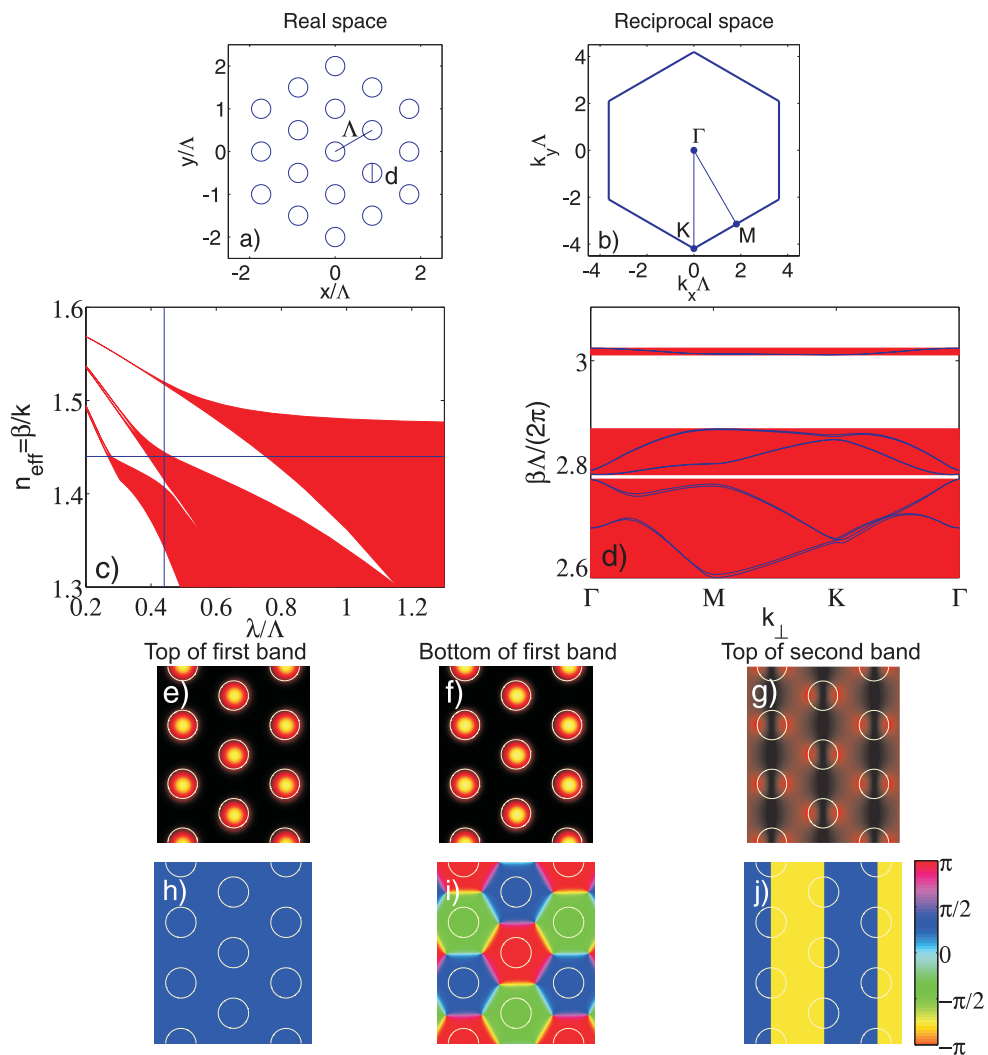 Real space
Reciprocal space
2
1
0
-1
-2
y/Λ
Λ
d
a)
−2
0
2
x/Λ
4
2
0
-2
-4
k_yΛ
Γ
K
M
b)
−4
−2
0
2
4
k_xΛ
1.6
1.5
1.4
1.3
n_eff=β/k
c)
0.2
0.4
0.6
0.8
1
1.2
λ/Λ
3
2.8
2.6
βΛ/(2π)
d)
Γ
M
K
Γ
k_⊥
Top of first band
Bottom of first band
Top of second band
e)
f)
g)
h)
i)
j)
π
π/2
0
−π/2
−π